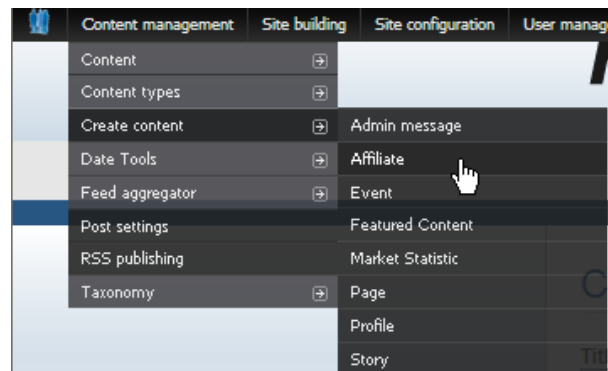 Content management Site building Site configuration User manag
Content
Content types
Create content
Date Tools
Feed aggregator
Post settings
RSS publishing
Taxonomy
Admin message
Affiliate
Event
Featured Content
Market Statistic
Page
Profile
Story
C
Tit